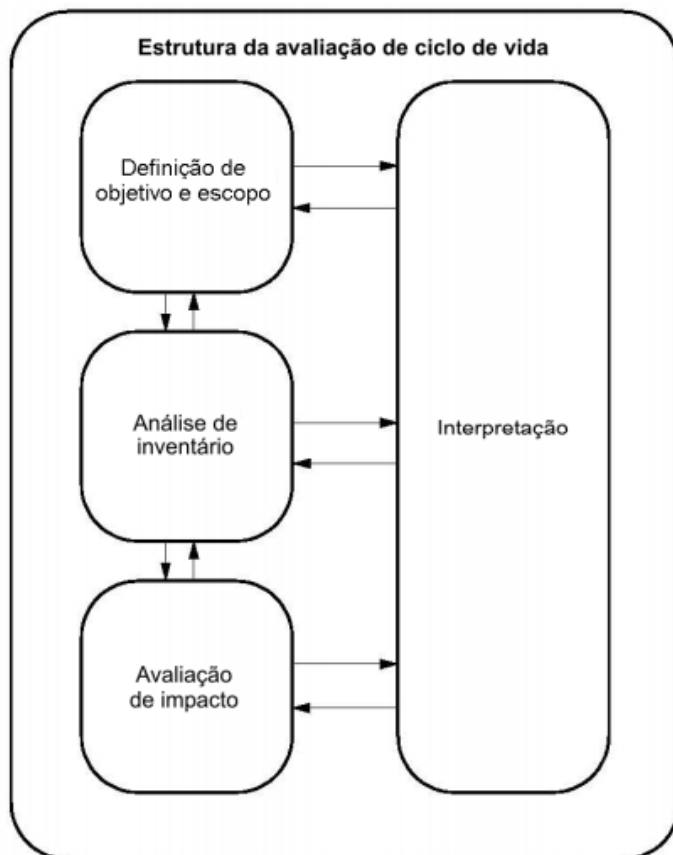 Estrutura da avaliação de ciclo de vida
Definição de
objetivo e escopo
Análise de
inventário
Interpretação
Avaliação
de impacto